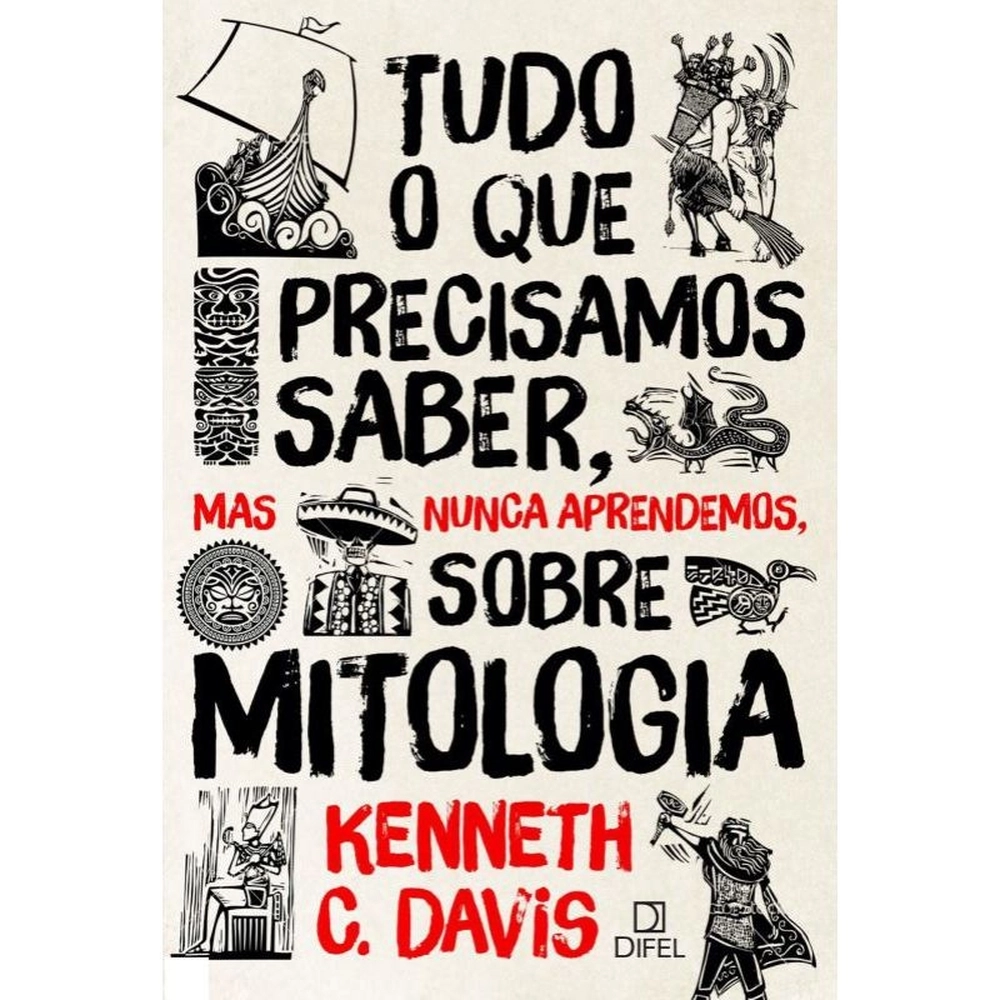 TUDO
O QUE
PRECISAMOS
SABER,
MAS NUNCA APRENDEMOS,
SOBRE
MITOLOGIA
KENNETH
C. DAVIS
DIFEL